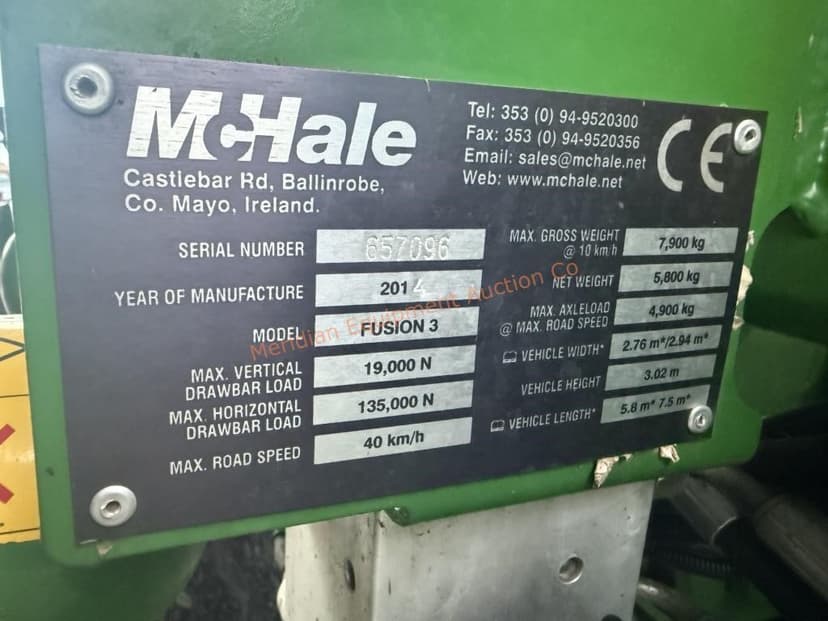 McHale
Castlebar Rd, Ballinrobe,
Co. Mayo, Ireland.
Tel: 353 (0) 94-9520300
Fax: 353 (0) 94-9520356
Email: sales@mchale.net
Web: www.mchale.net
CE
SERIAL NUMBER 657096
YEAR OF MANUFACTURE 2014
MODEL FUSION 3
MAX. VERTICAL
DRAWBAR LOAD 19,000 N
MAX. HORIZONTAL
DRAWBAR LOAD 135,000 N
MAX. ROAD SPEED 40 km/h
MAX. GROSS WEIGHT
@ 10 km/h 7,900 kg
NET WEIGHT 5,800 kg
MAX. AXLELOAD
@ MAX. ROAD SPEED 4,900 kg
VEHICLE WIDTH* 2.76 m*/2.94 m*
VEHICLE HEIGHT 3.02 m
VEHICLE LENGTH* 5.8 m* 7.5 m*
Meridian Equipment Auction Co